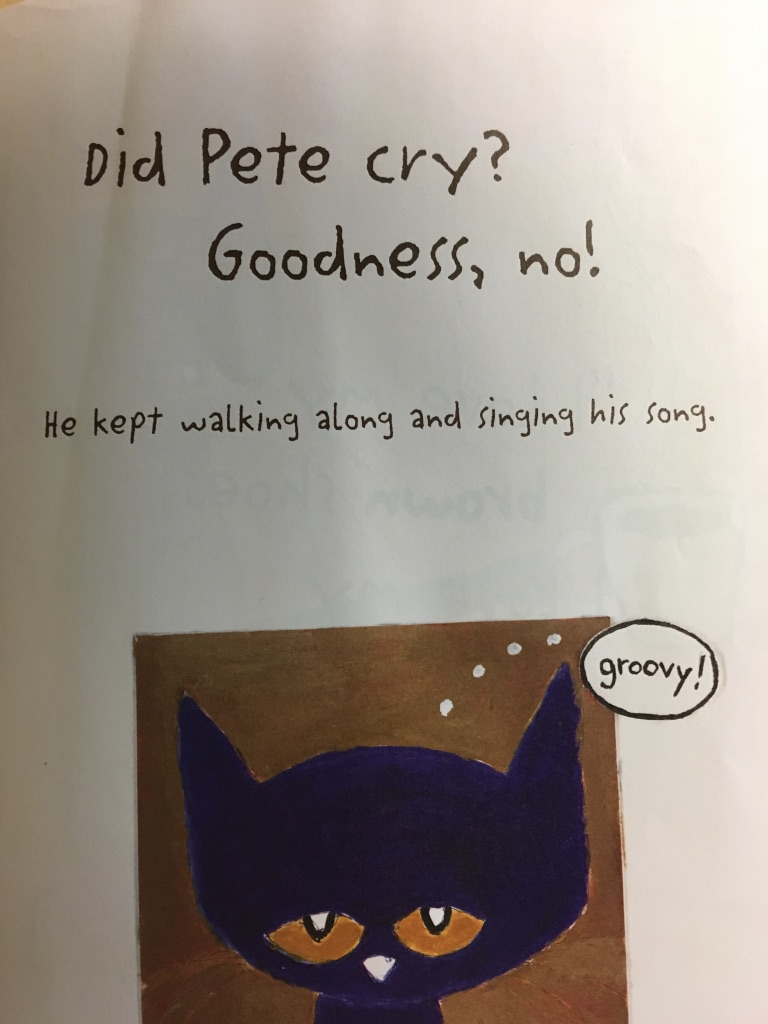 Did Pete cry?
Goodness, no!
He kept walking along and singing his song.
groovy!